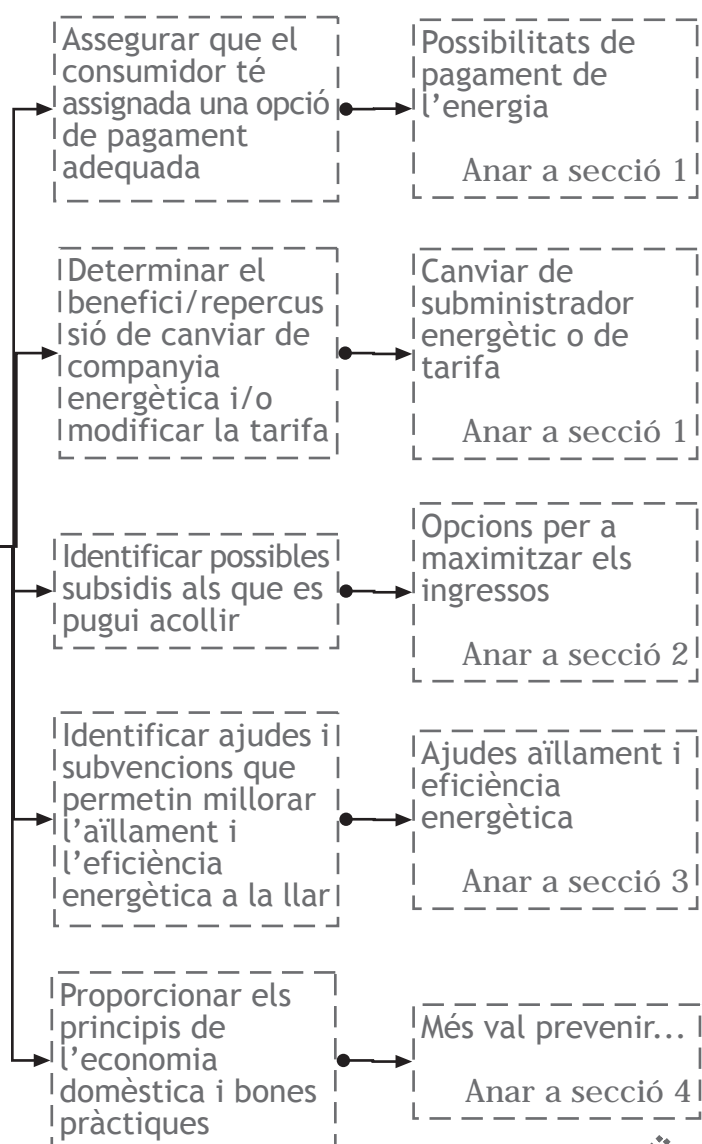 Assegurar que el
consumidor té
assignada una opció
de pagament
adequada
Possibilitats de
pagament de
l’energia
Anar a secció 1
Determinar el
benefici/repercus
sió de canviar de
companyia
energètica i/o
modificar la tarifa
Canviar de
subministrador
energètic o de
tarifa
Anar a secció 1
Identificar possibles
subsidis als que es
pugui acollir
Opcions per a
maximitzar els
ingressos
Anar a secció 2
Identificar ajudes i
subvencions que
permetin millorar
l’aïllament i
l’eficiència
energètica a la llar
Ajudes aïllament i
eficiència
energètica
Anar a secció 3
Proporcionar els
principis de
l’economia
domèstica i bones
pràctiques
Més val prevenir...
Anar a secció 4